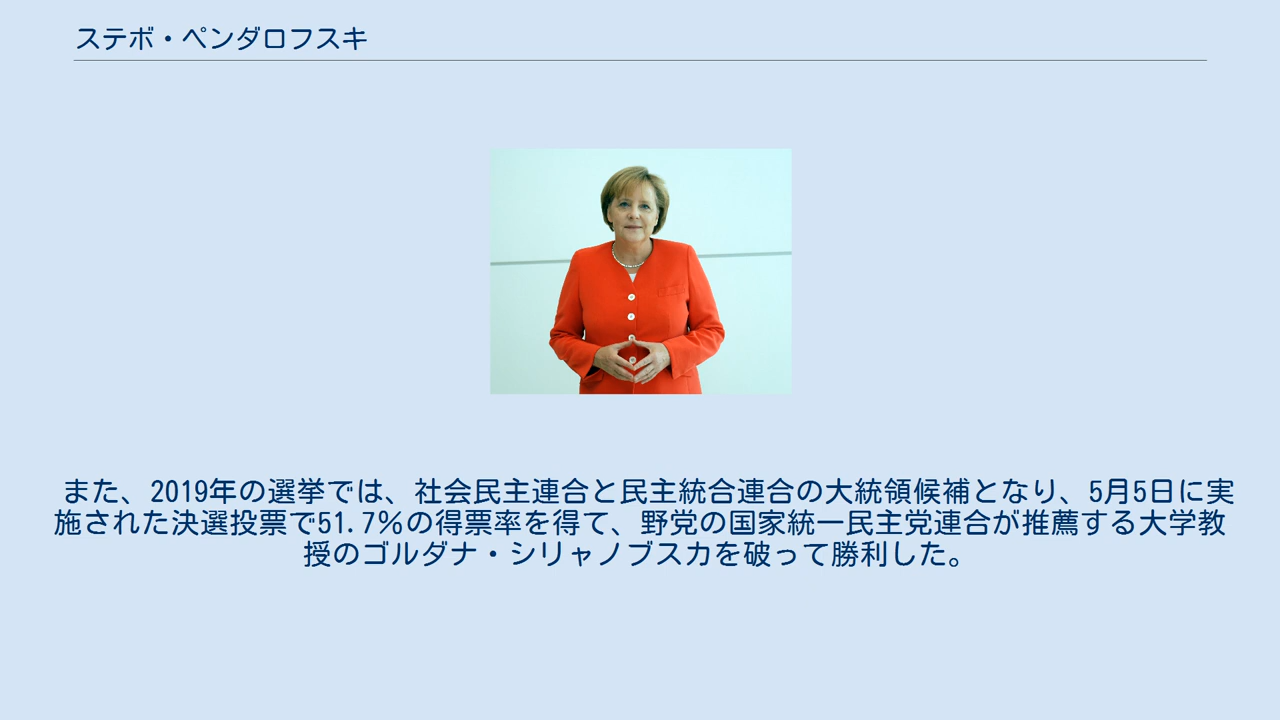 ステボ・ペンダロフスキ
また、2019年の選挙では、社会民主連合と民主統合連合の大統領候補となり、5月5日に実
施された決選投票で51.7％の得票率を得て、野党の国家統一民主党連合が推薦する大学教
授のゴルダナ・シリャノブスカを破って勝利した。